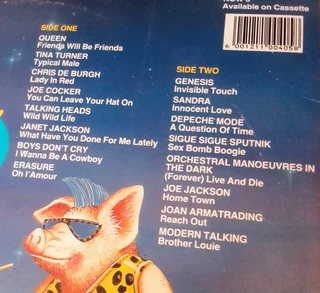 Available on Cassette
6 001211 004058
SIDE ONE
QUEEN
Friends Will Be Friends
TINA TURNER
Typical Male
CHRIS DE BURGH
Lady In Red
JOE COCKER
You Can Leave Your Hat On
TALKING HEADS
Wild Wild Life
JANET JACKSON
What Have You Done For Me Lately
BOYS DON'T CRY
I Wanna Be A Cowboy
ERASURE
Oh l'Amour
SIDE TWO
GENESIS
Invisible Touch
SANDRA
Innocent Love
DEPECHE MODE
A Question Of Time
SIGUE SIGUE SPUTNIK
Sex Bomb Boogie
ORCHESTRAL MANOEUVRES IN
THE DARK
(Forever) Live And Die
JOE JACKSON
Home Town
JOAN ARMATRADING
Reach Out
MODERN TALKING
Brother Louie